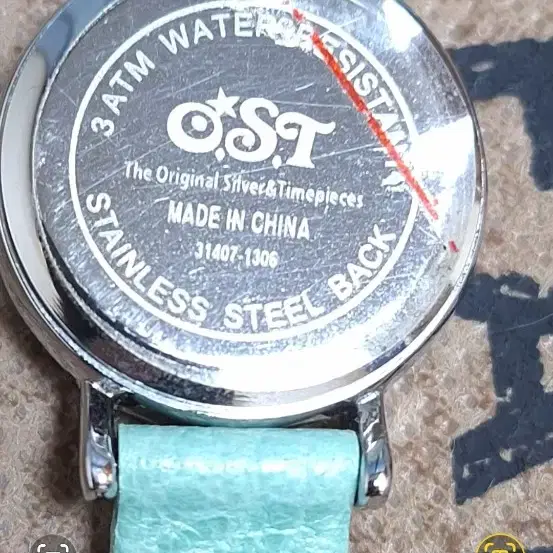 3ATM WATER RESISTANT
O.S.T
The Original Silver&Timepieces
MADE IN CHINA
31407-1306
STAINLESS STEEL BACK